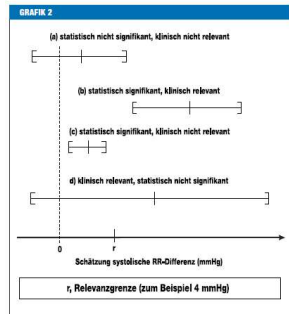 GRAFIK 2
(a) statistisch nicht signifikant, klinisch nicht relevant
(b) statistisch signifikant, klinisch relevant
(c) statistisch signifikant, klinisch nicht relevant
d) klinisch relevant, statistisch nicht signifikant
0
r
Schätzung systolische RR-Differenz (mmHg)
r, Relevanzgrenze (zum Beispiel 4 mmHg)